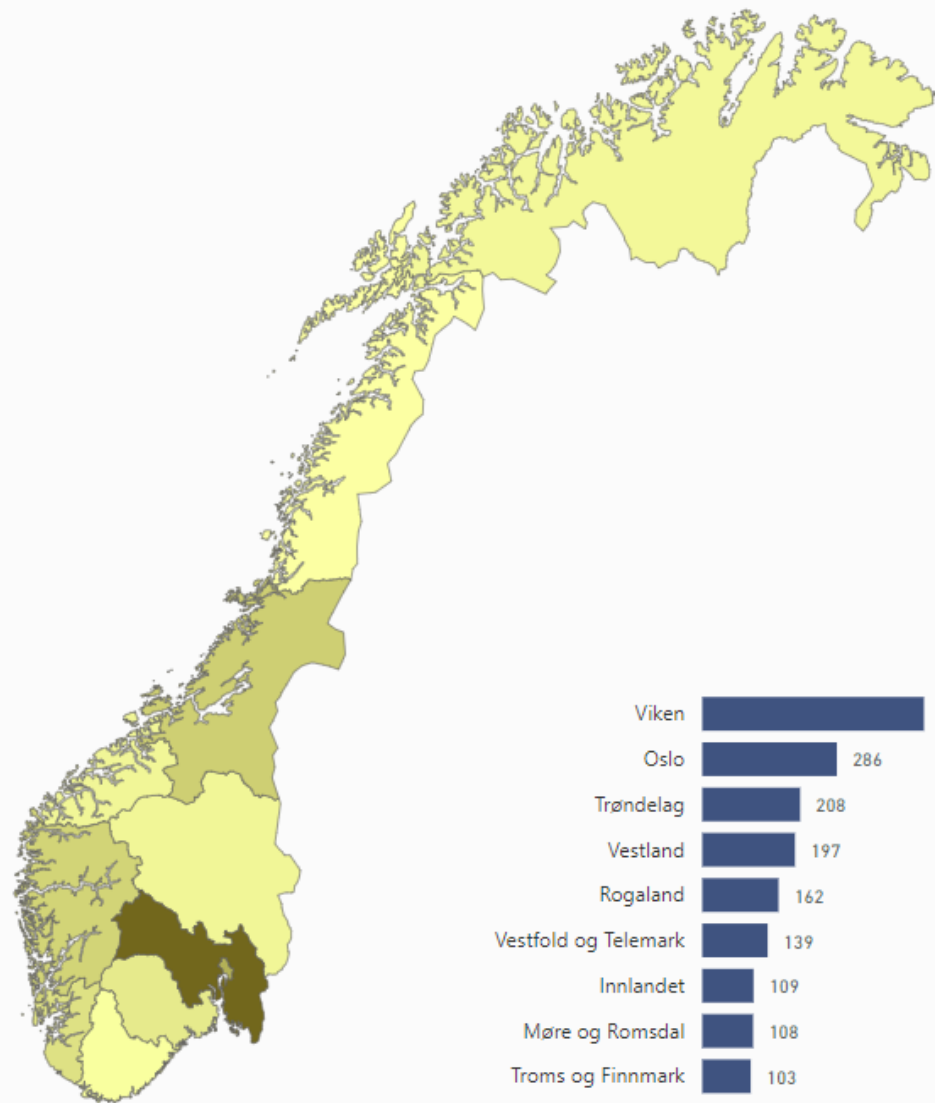 Viken
Oslo 286
Trøndelag 208
Vestland 197
Rogaland 162
Vestfold og Telemark 139
Innlandet 109
Møre og Romsdal 108
Troms og Finnmark 103